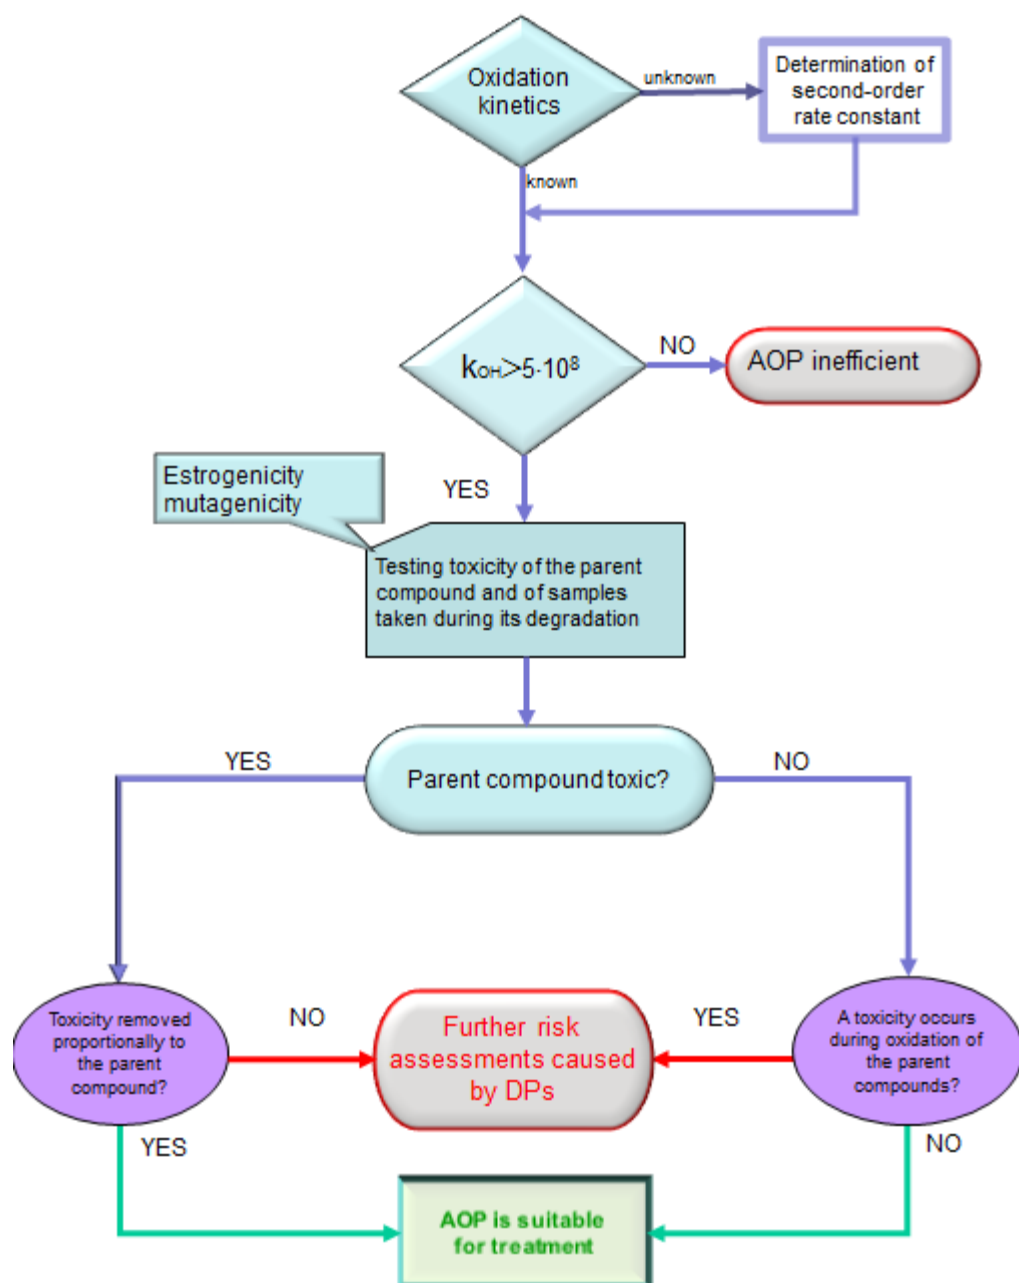 Oxidation
kinetics
unknown
Determination of
second-order
rate constant
known
kOH>5·10⁸
NO
AOP inefficient
YES
Estrogenicity
mutagenicity
Testing toxicity of the parent
compound and of samples
taken during its degradation
YES
Parent compound toxic?
NO
Toxicity removed
proportionally to
the parent
compound?
NO
Further risk
assessments caused
by DPs
YES
A toxicity occurs
during oxidation of
the parent
compounds?
YES
NO
AOP is suitable
for treatment